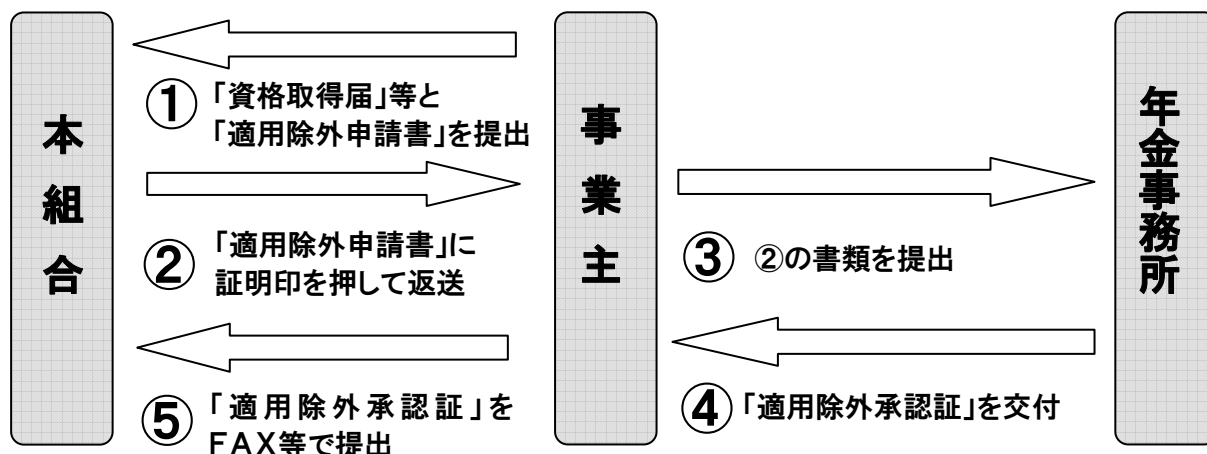 本組合
事業主
年金事務所
①「資格取得届」等と
「適用除外申請書」を提出
②「適用除外申請書」に
証明印を押して返送
③ ②の書類を提出
④「適用除外承認証」を交付
⑤「適用除外承認証」を
FAX等で提出